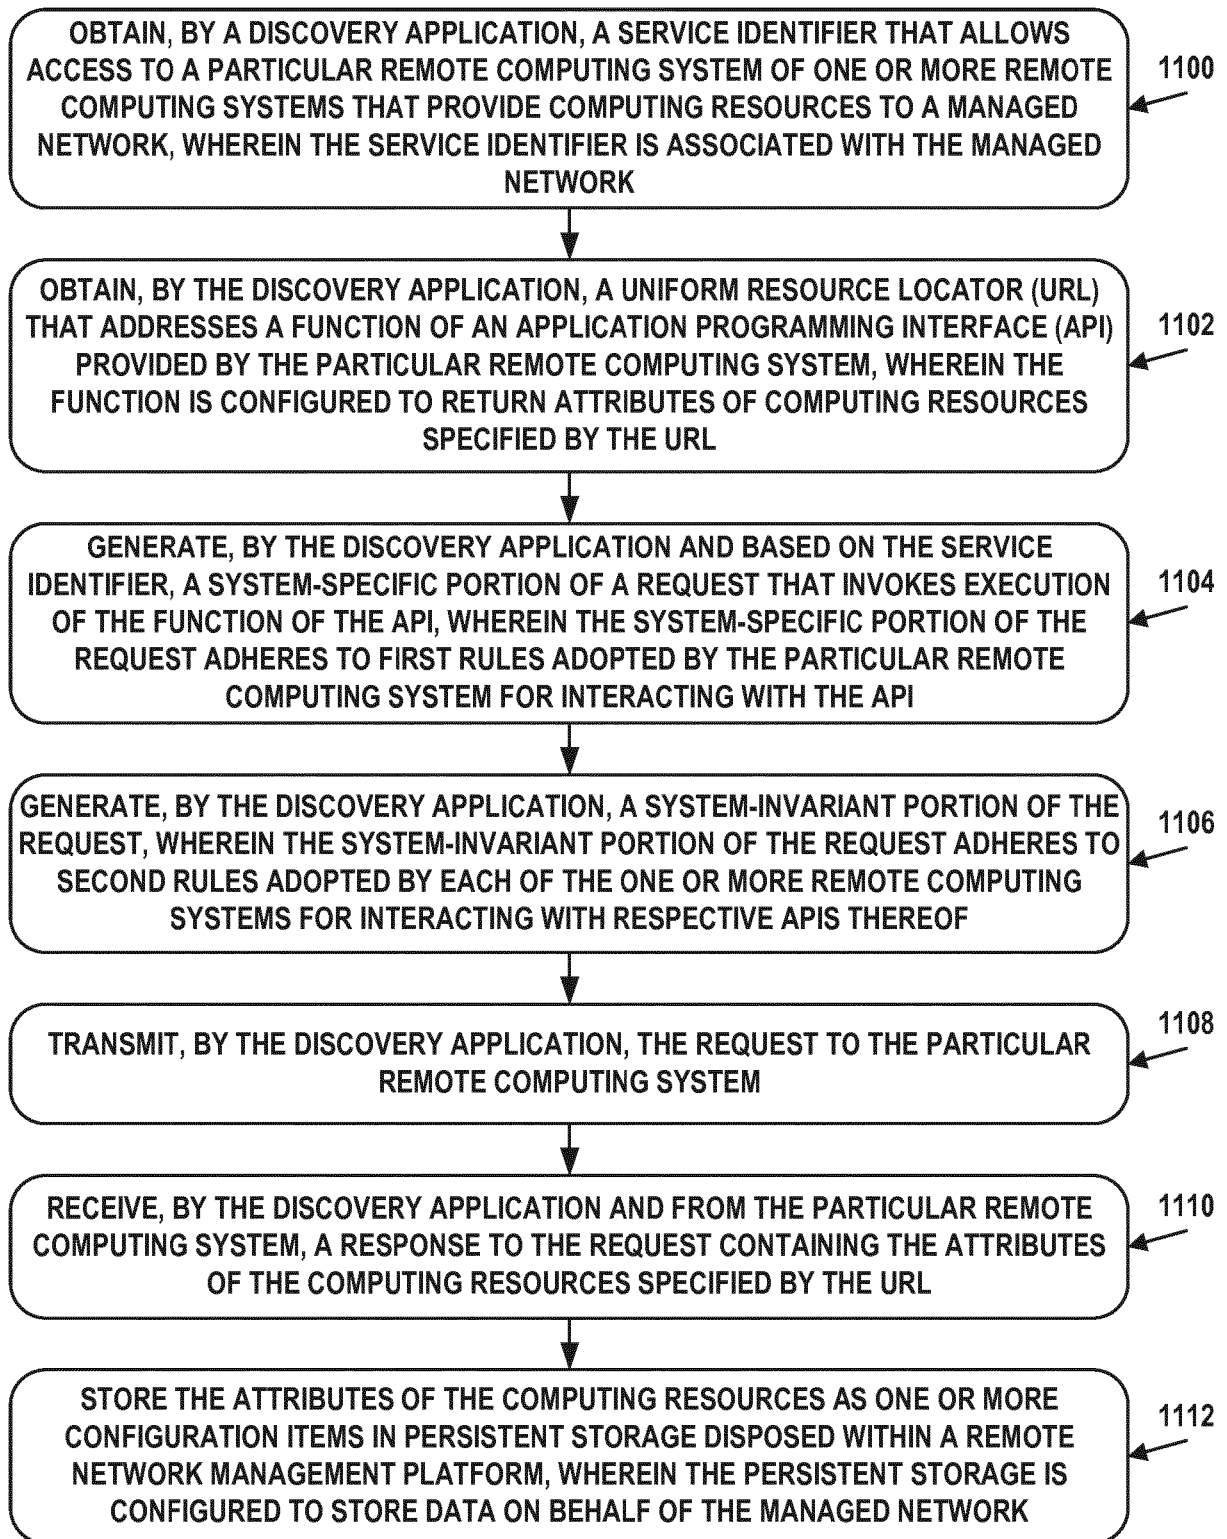 OBTAIN, BY A DISCOVERY APPLICATION, A SERVICE IDENTIFIER THAT ALLOWS
ACCESS TO A PARTICULAR REMOTE COMPUTING SYSTEM OF ONE OR MORE REMOTE
COMPUTING SYSTEMS THAT PROVIDE COMPUTING RESOURCES TO A MANAGED
NETWORK, WHEREIN THE SERVICE IDENTIFIER IS ASSOCIATED WITH THE MANAGED
NETWORK
1100
OBTAIN, BY THE DISCOVERY APPLICATION, A UNIFORM RESOURCE LOCATOR (URL)
THAT ADDRESSES A FUNCTION OF AN APPLICATION PROGRAMMING INTERFACE (API)
PROVIDED BY THE PARTICULAR REMOTE COMPUTING SYSTEM, WHEREIN THE
FUNCTION IS CONFIGURED TO RETURN ATTRIBUTES OF COMPUTING RESOURCES
SPECIFIED BY THE URL
1102
GENERATE, BY THE DISCOVERY APPLICATION AND BASED ON THE SERVICE
IDENTIFIER, A SYSTEM-SPECIFIC PORTION OF A REQUEST THAT INVOKES EXECUTION
OF THE FUNCTION OF THE API, WHEREIN THE SYSTEM-SPECIFIC PORTION OF THE
REQUEST ADHERES TO FIRST RULES ADOPTED BY THE PARTICULAR REMOTE
COMPUTING SYSTEM FOR INTERACTING WITH THE API
1104
GENERATE, BY THE DISCOVERY APPLICATION, A SYSTEM-INVARIANT PORTION OF THE
REQUEST, WHEREIN THE SYSTEM-INVARIANT PORTION OF THE REQUEST ADHERES TO
SECOND RULES ADOPTED BY EACH OF THE ONE OR MORE REMOTE COMPUTING
SYSTEMS FOR INTERACTING WITH RESPECTIVE APIS THEREOF
1106
TRANSMIT, BY THE DISCOVERY APPLICATION, THE REQUEST TO THE PARTICULAR
REMOTE COMPUTING SYSTEM
1108
RECEIVE, BY THE DISCOVERY APPLICATION AND FROM THE PARTICULAR REMOTE
COMPUTING SYSTEM, A RESPONSE TO THE REQUEST CONTAINING THE ATTRIBUTES
OF THE COMPUTING RESOURCES SPECIFIED BY THE URL
1110
STORE THE ATTRIBUTES OF THE COMPUTING RESOURCES AS ONE OR MORE
CONFIGURATION ITEMS IN PERSISTENT STORAGE DISPOSED WITHIN A REMOTE
NETWORK MANAGEMENT PLATFORM, WHEREIN THE PERSISTENT STORAGE IS
CONFIGURED TO STORE DATA ON BEHALF OF THE MANAGED NETWORK
1112